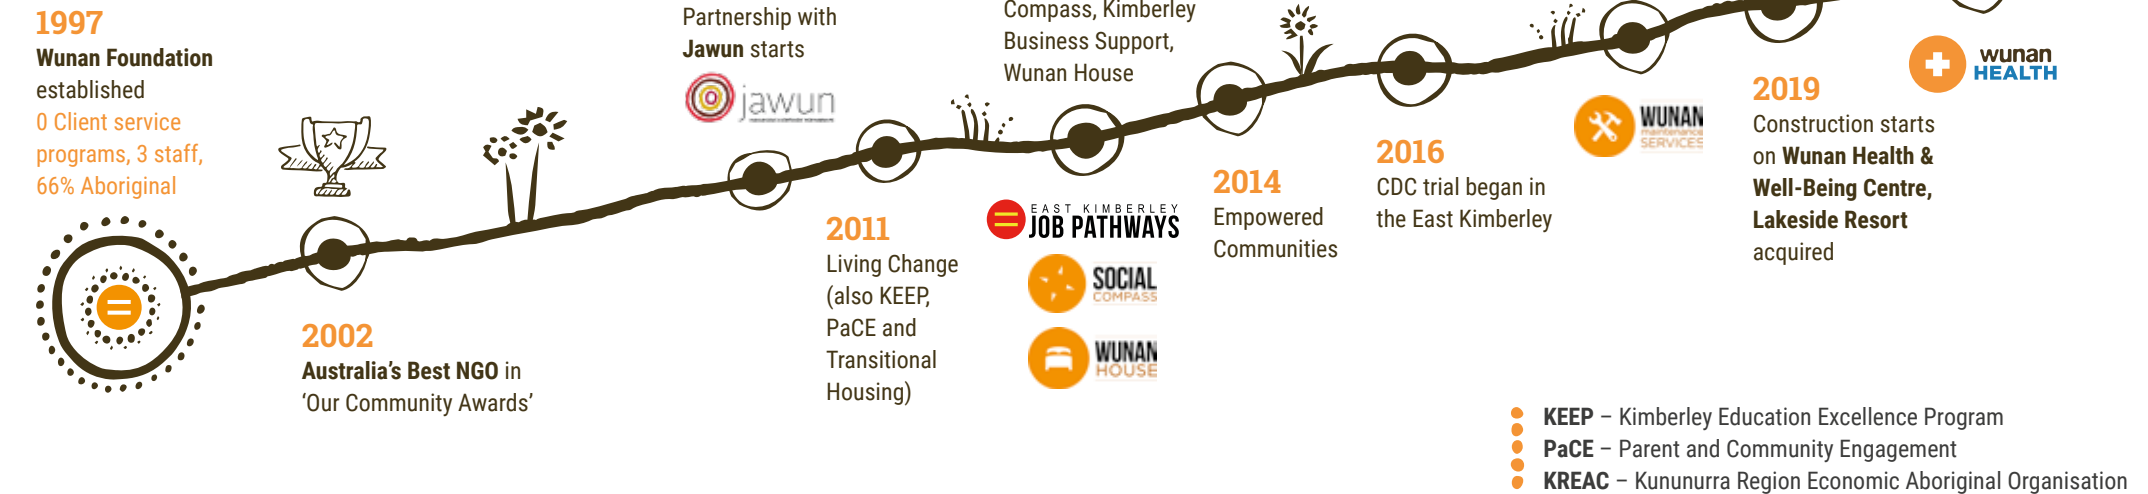 1997
Wunan Foundation
established
0 Client service
programs, 3 staff,
66% Aboriginal
2002
Australia’s Best NGO in
‘Our Community Awards’
Partnership with
Jawun starts
jawun
2011
Living Change
(also KEEP,
PaCE and
Transitional
Housing)
Compass, Kimberley
Business Support,
Wunan House
EAST KIMBERLEY
JOB PATHWAYS
SOCIAL
COMPASS
WUNAN
HOUSE
2014
Empowered
Communities
2016
CDC trial began in
the East Kimberley
WUNAN
maintenance
SERVICES
2019
Construction starts
on Wunan Health &
Well-Being Centre,
Lakeside Resort
acquired
wunan
HEALTH
KEEP – Kimberley Education Excellence Program
PaCE – Parent and Community Engagement
KREAC – Kununurra Region Economic Aboriginal Organisation